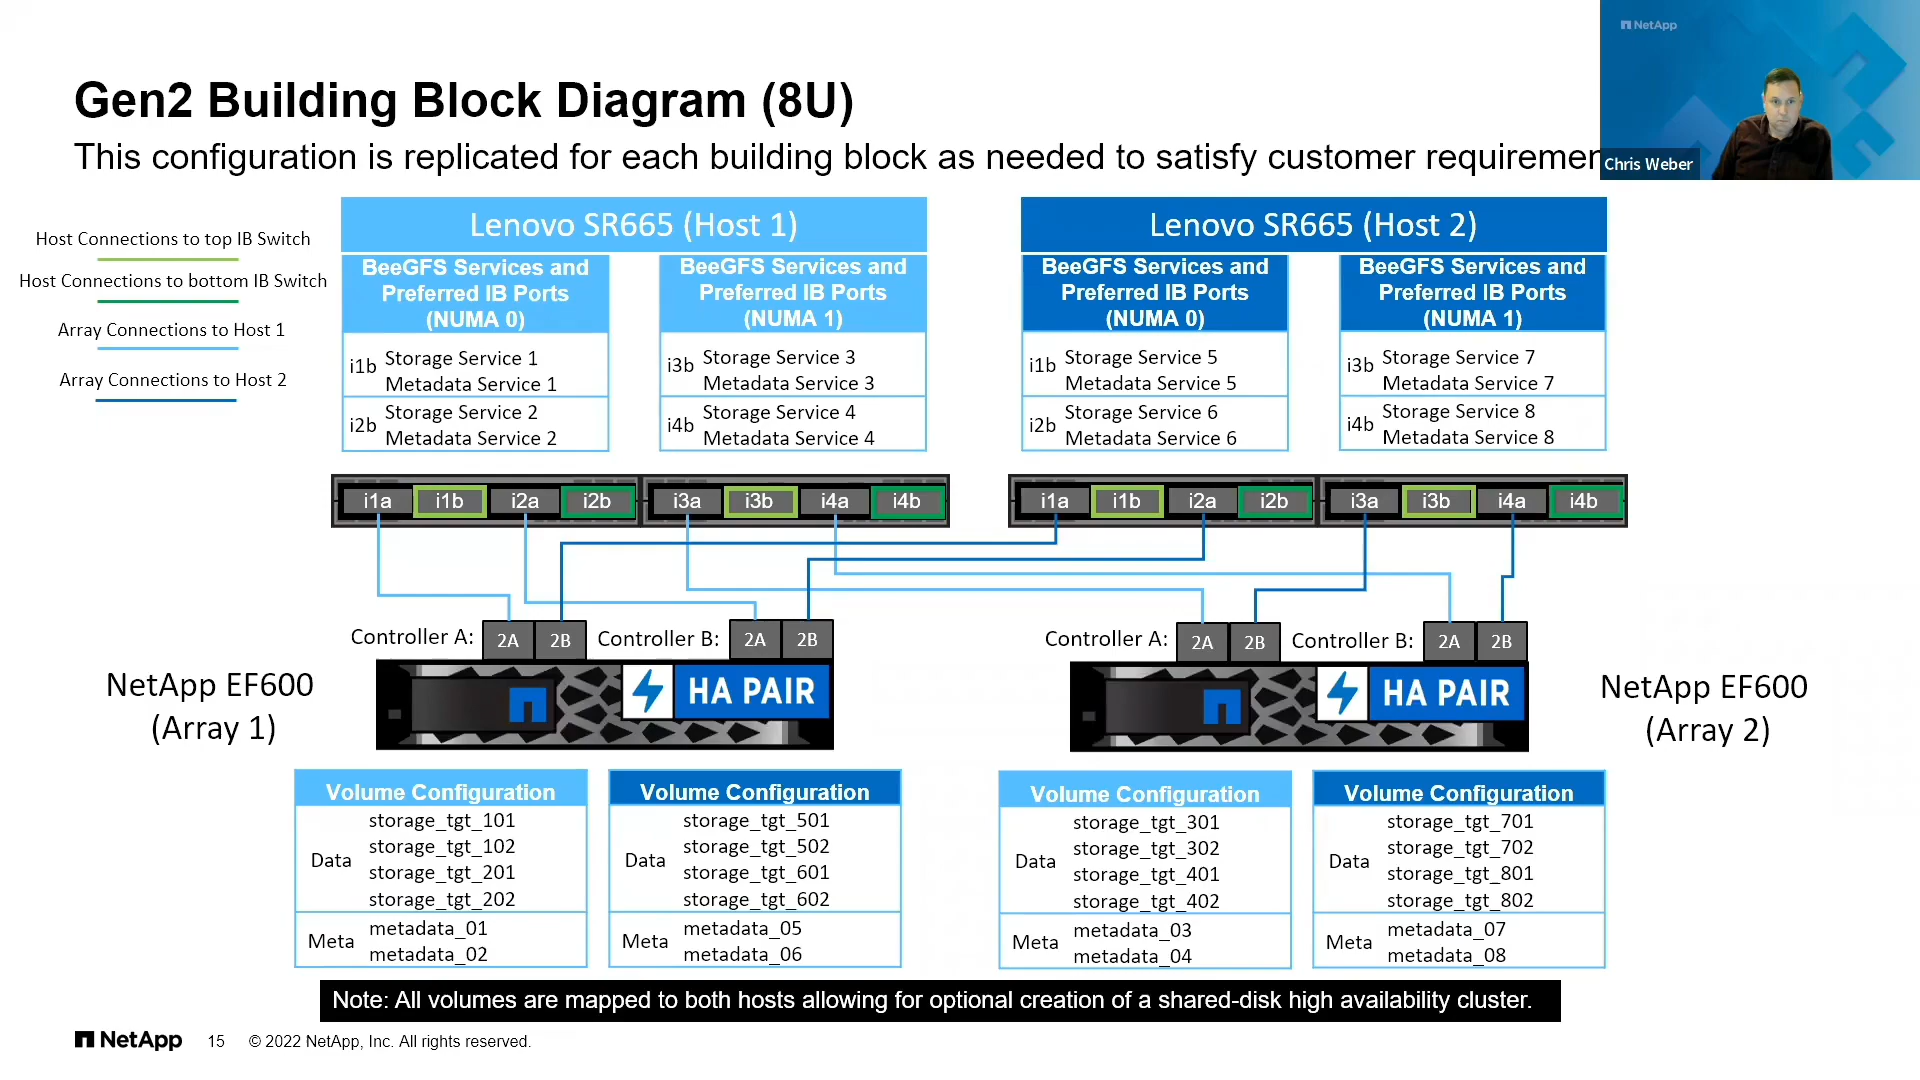 NetApp
Gen2 Building Block Diagram (8U)
This configuration is replicated for each building block as needed to satisfy customer requiremen
Chris Weber
Host Connections to top IB Switch
Host Connections to bottom IB Switch
Array Connections to Host 1
Array Connections to Host 2
Lenovo SR665 (Host 1)
BeeGFS Services and
Preferred IB Ports
(NUMA 0)
i1b
Storage Service 1
Metadata Service 1
i2b
Storage Service 2
Metadata Service 2
BeeGFS Services and
Preferred IB Ports
(NUMA 1)
i3b
Storage Service 3
Metadata Service 3
i4b
Storage Service 4
Metadata Service 4
Lenovo SR665 (Host 2)
BeeGFS Services and
Preferred IB Ports
(NUMA 0)
i1b
Storage Service 5
Metadata Service 5
i2b
Storage Service 6
Metadata Service 6
BeeGFS Services and
Preferred IB Ports
(NUMA 1)
i3b
Storage Service 7
Metadata Service 7
i4b
Storage Service 8
Metadata Service 8
i1a i1b i2a i2b i3a i3b i4a i4b
i1a i1b i2a i2b i3a i3b i4a i4b
Controller A: 2A 2B Controller B: 2A 2B
Controller A: 2A 2B Controller B: 2A 2B
NetApp EF600
(Array 1)
HA PAIR
HA PAIR
NetApp EF600
(Array 2)
Volume Configuration
Data
storage_tgt_101
storage_tgt_102
storage_tgt_201
storage_tgt_202
Meta
metadata_01
metadata_02
Volume Configuration
Data
storage_tgt_501
storage_tgt_502
storage_tgt_601
storage_tgt_602
Meta
metadata_05
metadata_06
Volume Configuration
Data
storage_tgt_301
storage_tgt_302
storage_tgt_401
storage_tgt_402
Meta
metadata_03
metadata_04
Volume Configuration
Data
storage_tgt_701
storage_tgt_702
storage_tgt_801
storage_tgt_802
Meta
metadata_07
metadata_08
Note: All volumes are mapped to both hosts allowing for optional creation of a shared-disk high availability cluster.
NetApp 15 © 2022 NetApp, Inc. All rights reserved.